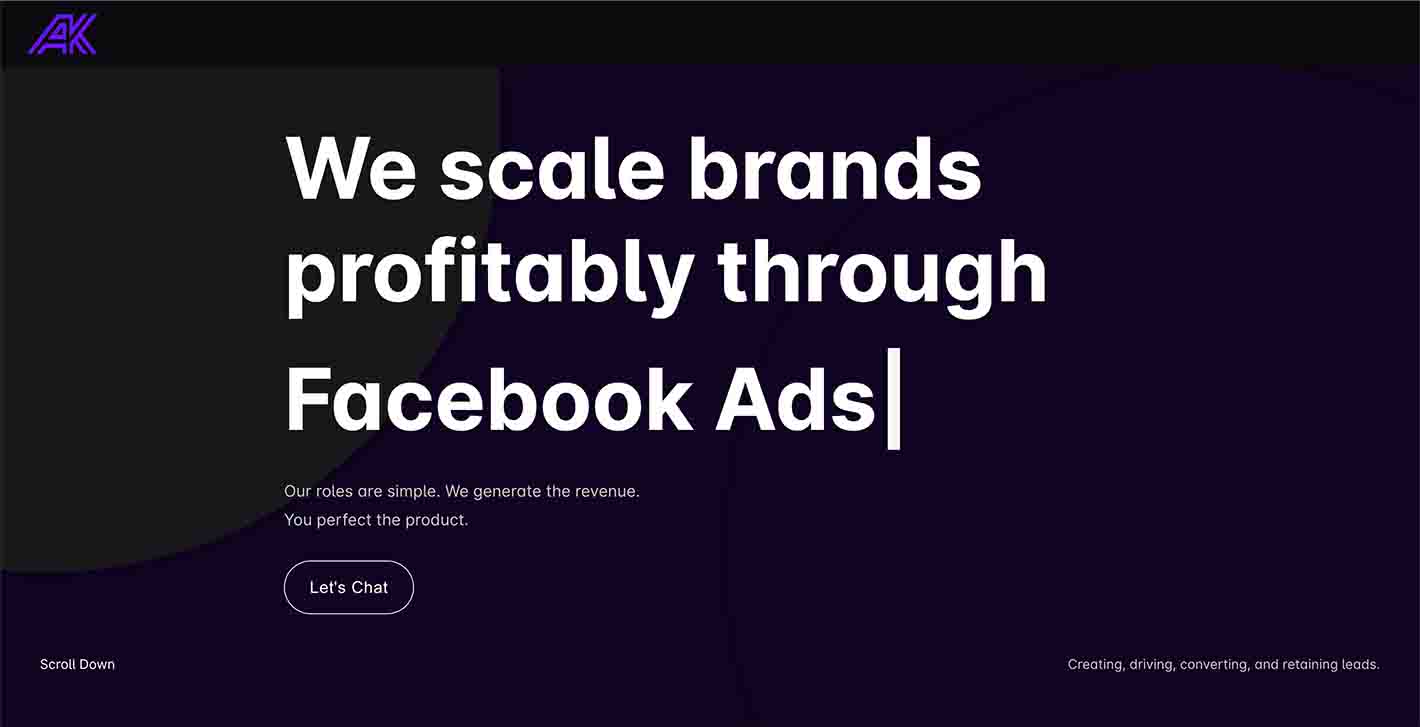 AK
We scale brands
profitably through
Facebook Ads
Our roles are simple. We generate the revenue.
You perfect the product.
Let's Chat
Scroll Down
Creating, driving, converting, and retaining leads.